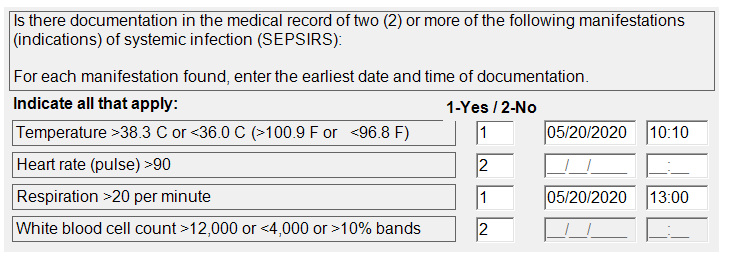 Is there documentation in the medical record of two (2) or more of the following manifestations
(indications) of systemic infection (SEPSIRS):
For each manifestation found, enter the earliest date and time of documentation.
Indicate all that apply: 1-Yes / 2-No
Temperature >38.3 C or <36.0 C (>100.9 F or <96.8 F) 1 05/20/2020 10:10
Heart rate (pulse) >90 2 __/__/____ __:__
Respiration >20 per minute 1 05/20/2020 13:00
White blood cell count >12,000 or <4,000 or >10% bands 2 __/__/____ __:__